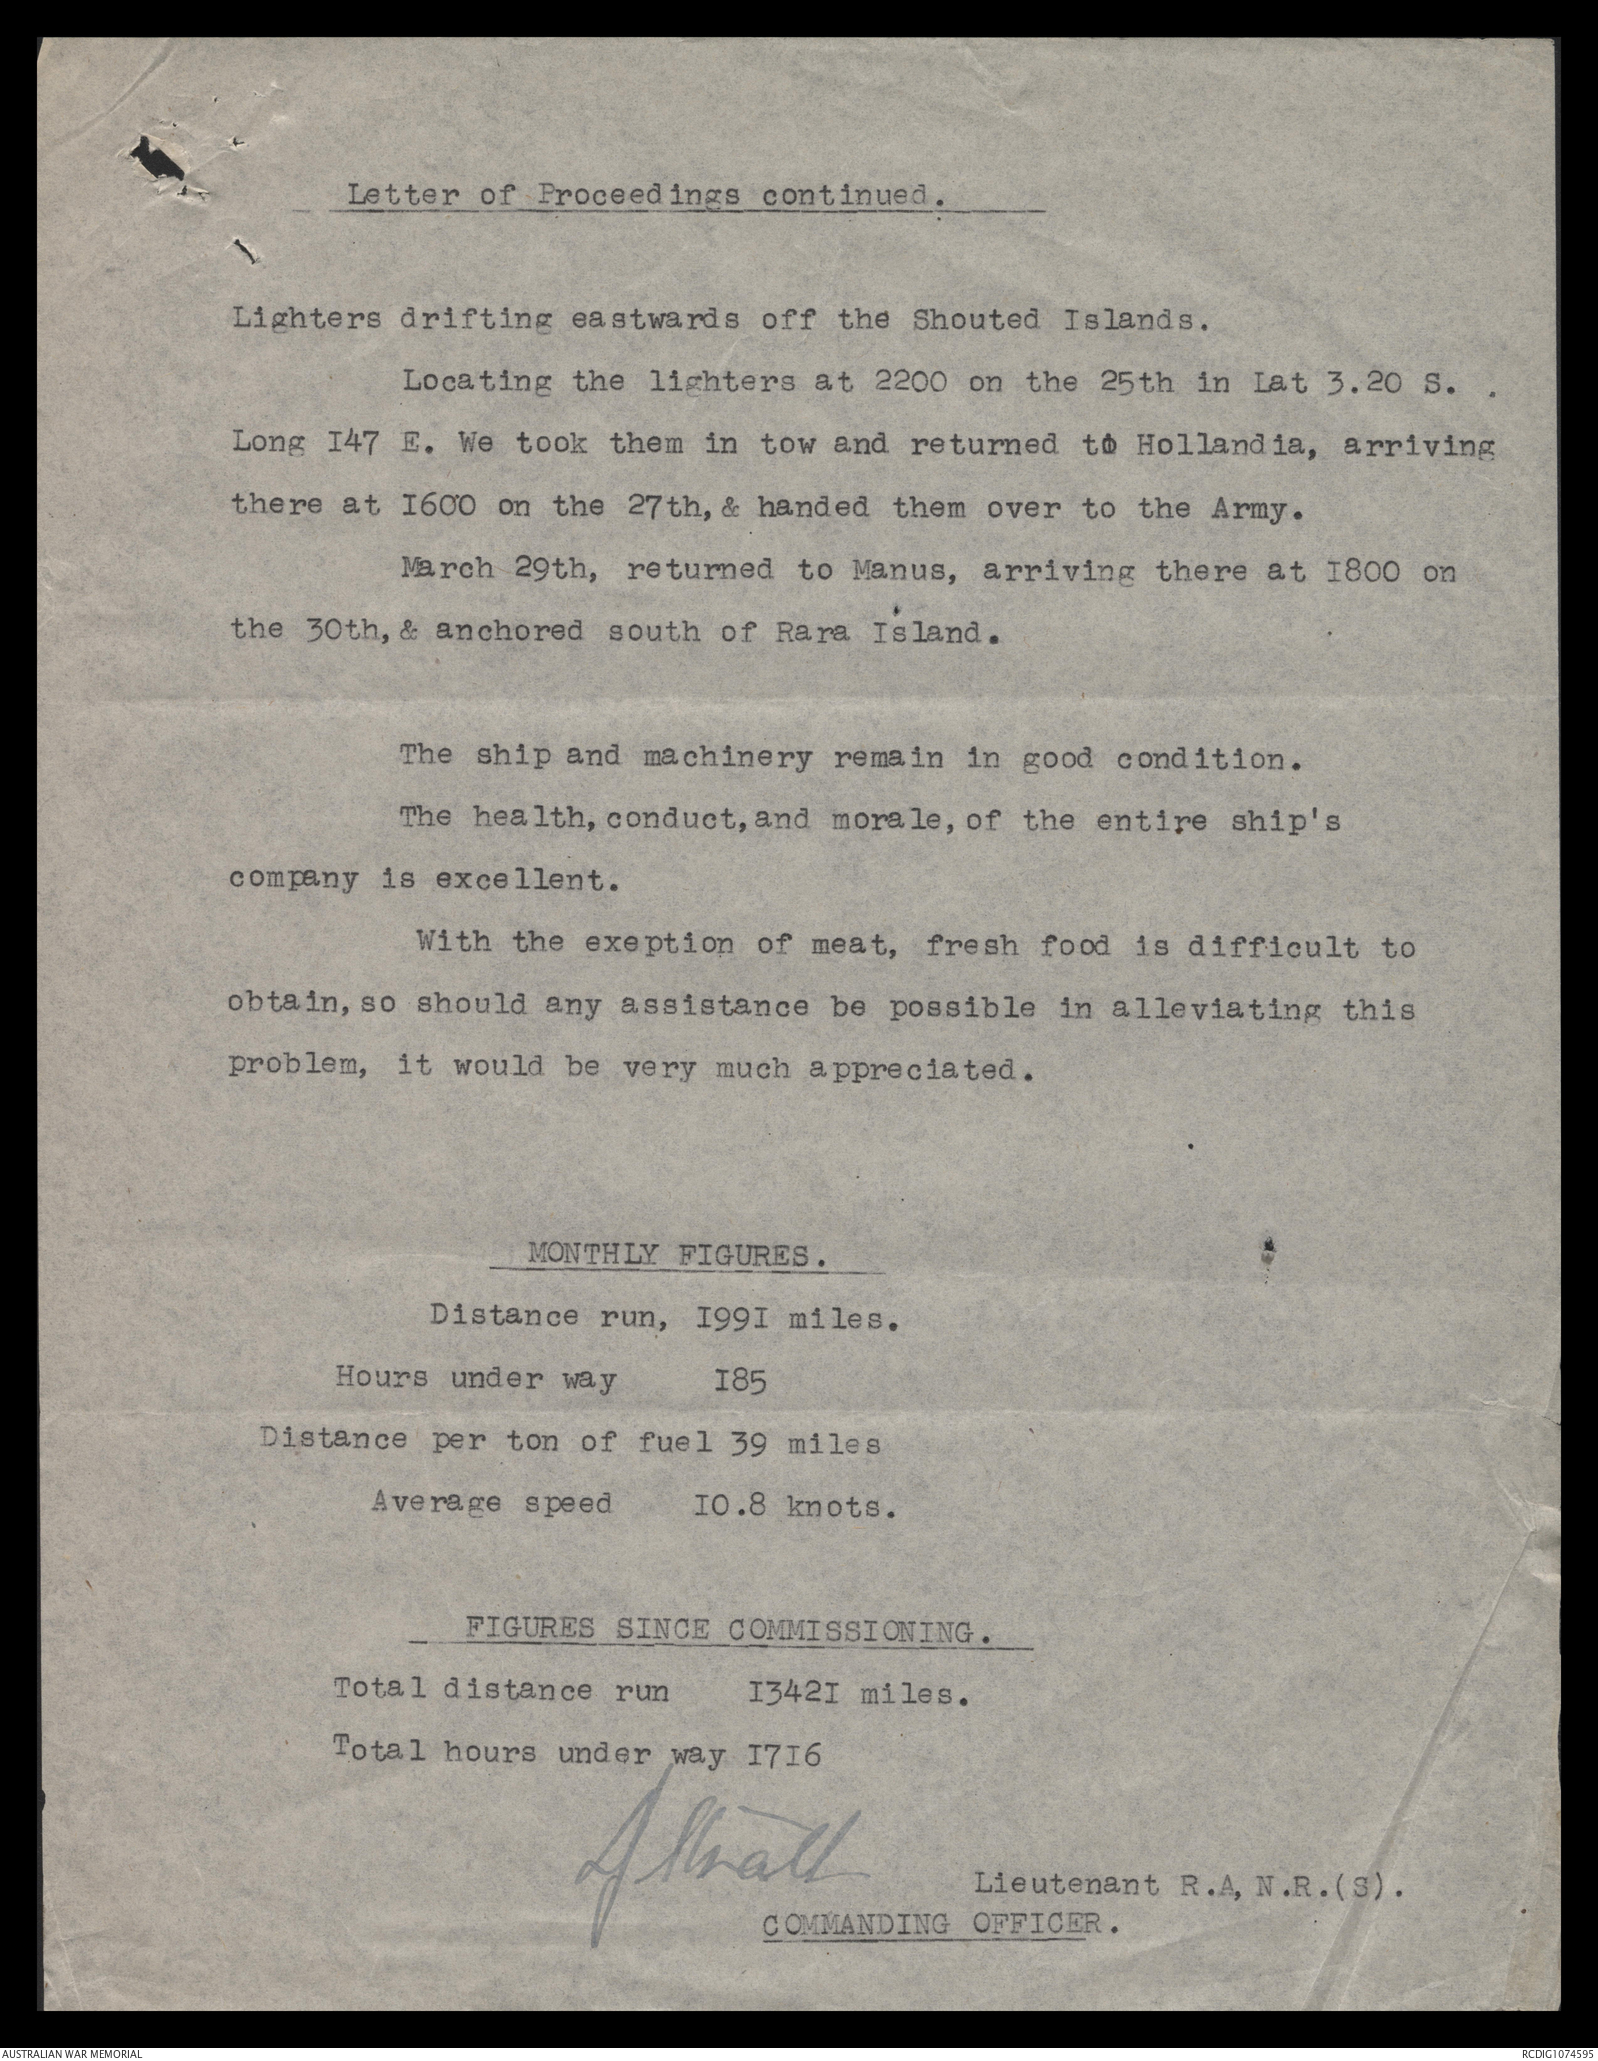 Letter of Proceedings continued.
Lighters drifting eastwards off the Shouted Islands.
Locating the lighters at 2200 on the 25th in Lat 3.20 S. .
Long I47 E. We took them in tow and returned to Hollandia, arriving
there at I600 on the 27th,& handed them over to the Army.
March 29th, returned to Manus, arriving there at I800 on
the 30th,& anchored south of Rara Island.
The ship and machinery remain in good condition.
The health,conduct,and morale,of the entire ship's
company is excellent.
With the exeption of meat, fresh food is difficult to
obtain,so should any assistance be possible in alleviating this
problem, it would be very much appreciated.
MONTHLY FIGURES.
Distance run, I99I miles.
Hours under way I85
Distance per ton of fuel 39 miles
Average speed I0.8 knots.
FIGURES SINCE COMMISSIONING.
Total distance run I342I miles.
Total hours under way I7I6
Lieutenant R.A,N.R.(S).
COMMANDING OFFICER.
AUSTRALIAN WAR MEMORIAL
RCDIG1074595